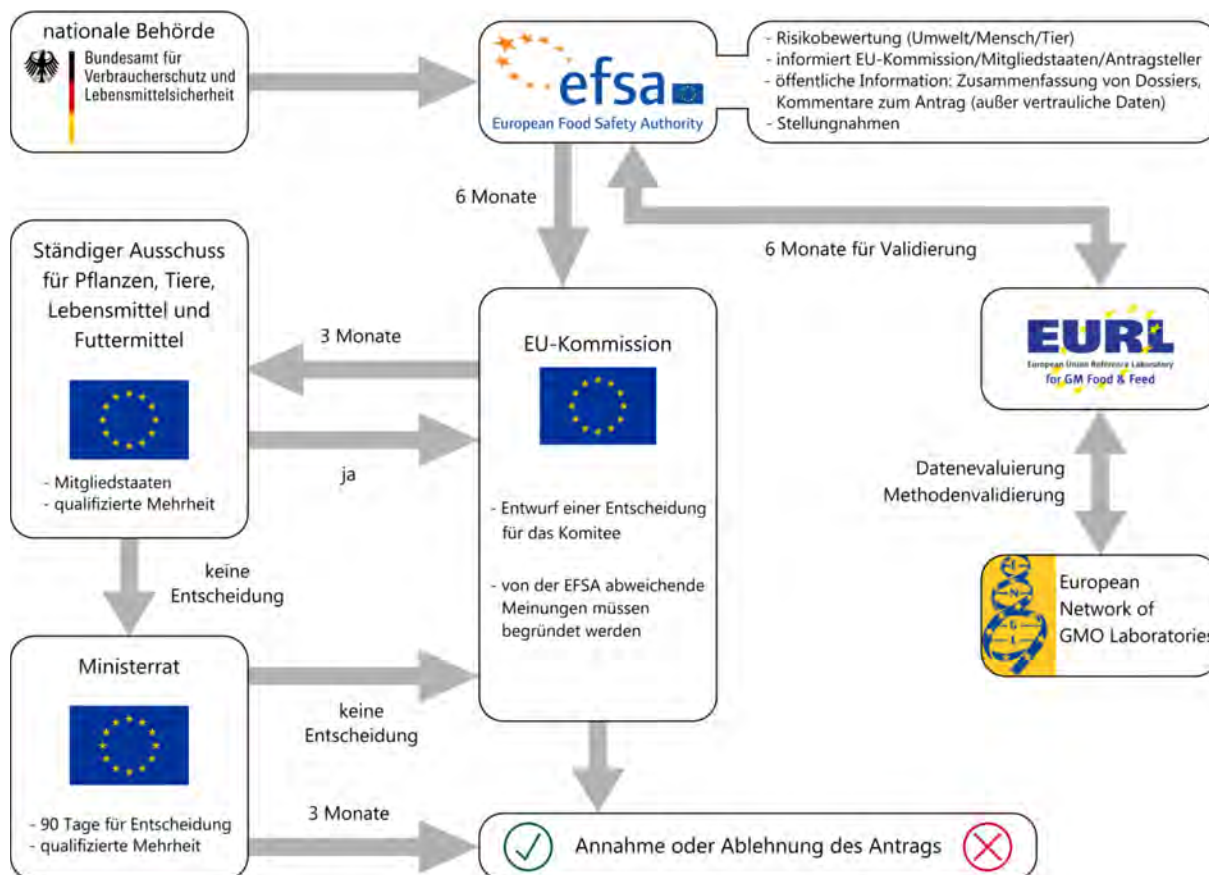 nationale Behörde
Bundesamt für
Verbraucherschutz und
Lebensmittelsicherheit
efsa
European Food Safety Authority
- Risikobewertung (Umwelt/Mensch/Tier)
- informiert EU-Kommission/Mitgliedstaaten/Antragsteller
- öffentliche Information: Zusammenfassung von Dossiers,
Kommentare zum Antrag (außer vertrauliche Daten)
- Stellungnahmen
6 Monate
6 Monate für Validierung
Ständiger Ausschuss
für Pflanzen, Tiere,
Lebensmittel und
Futtermittel
- Mitgliedstaaten
- qualifizierte Mehrheit
3 Monate
ja
EU-Kommission
- Entwurf einer Entscheidung
für das Komitee
- von der EFSA abweichende
Meinungen müssen
begründet werden
EURL
European Union Reference Laboratory
for GM Food & Feed
Datenevaluierung
Methodenvalidierung
European
Network of
GMO Laboratories
E
N
G
L
keine
Entscheidung
Ministerrat
- 90 Tage für Entscheidung
- qualifizierte Mehrheit
keine
Entscheidung
3 Monate
Annahme oder Ablehnung des Antrags